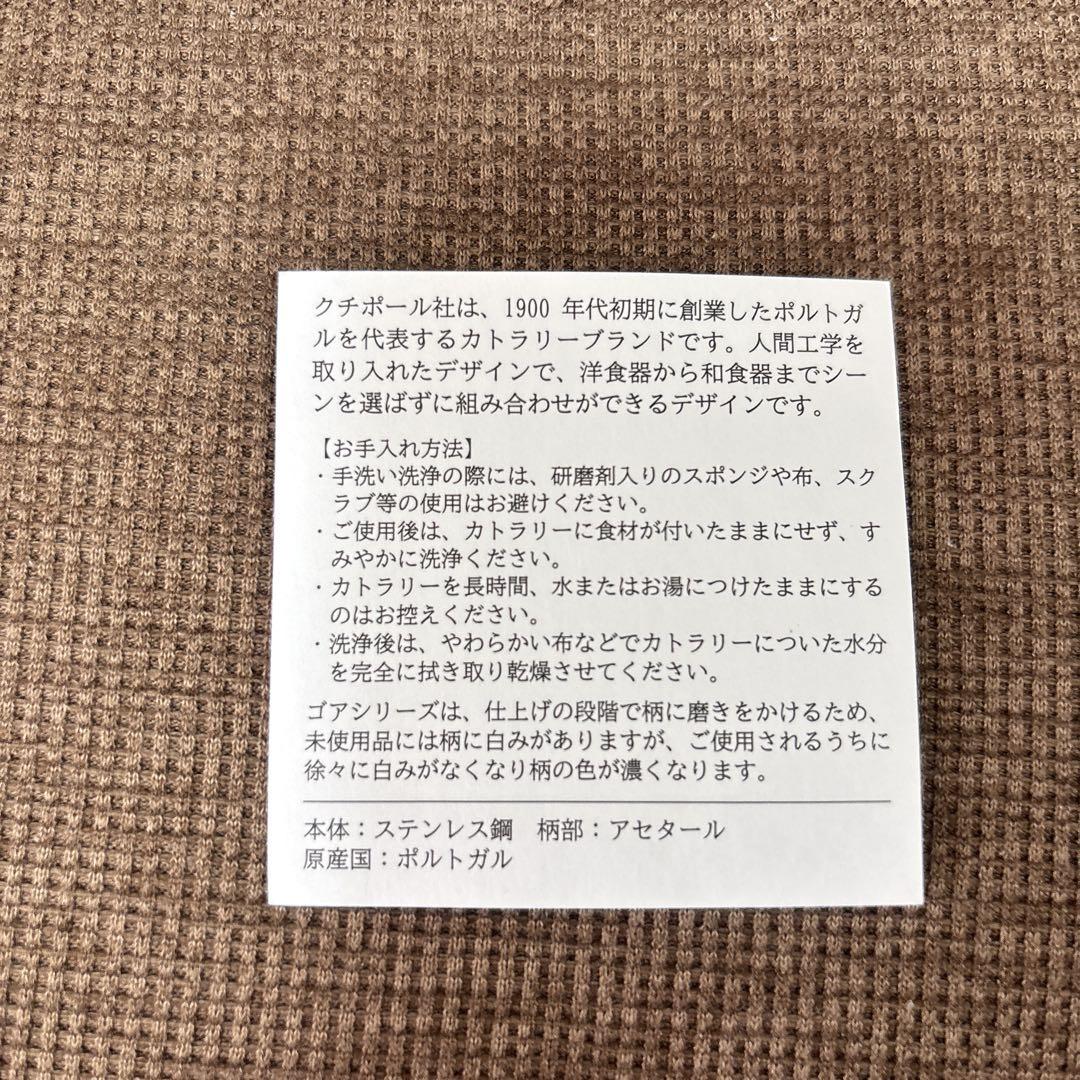 クチポール社は、1900 年代初期に創業したポルトガ
ルを代表するカトラリーブランドです。人間工学を
取り入れたデザインで、洋食器から和食器までシー
ンを選ばずに組み合わせができるデザインです。
【お手入れ方法】
・手洗い洗浄の際には、研磨剤入りのスポンジや布、スク
ラブ等の使用はお避けください。
・ご使用後は、カトラリーに食材が付いたままにせず、す
みやかに洗浄ください。
・カトラリーを長時間、水またはお湯につけたままにする
のはお控えください。
・洗浄後は、やわらかい布などでカトラリーについた水分
を完全に拭き取り乾燥させてください。
ゴアシリーズは、仕上げの段階で柄に磨きをかけるため、
未使用品には柄に白みがありますが、ご使用されるうちに
徐々に白みがなくなり柄の色が濃くなります。
本体：ステンレス鋼　柄部：アセタール
原産国：ポルトガル